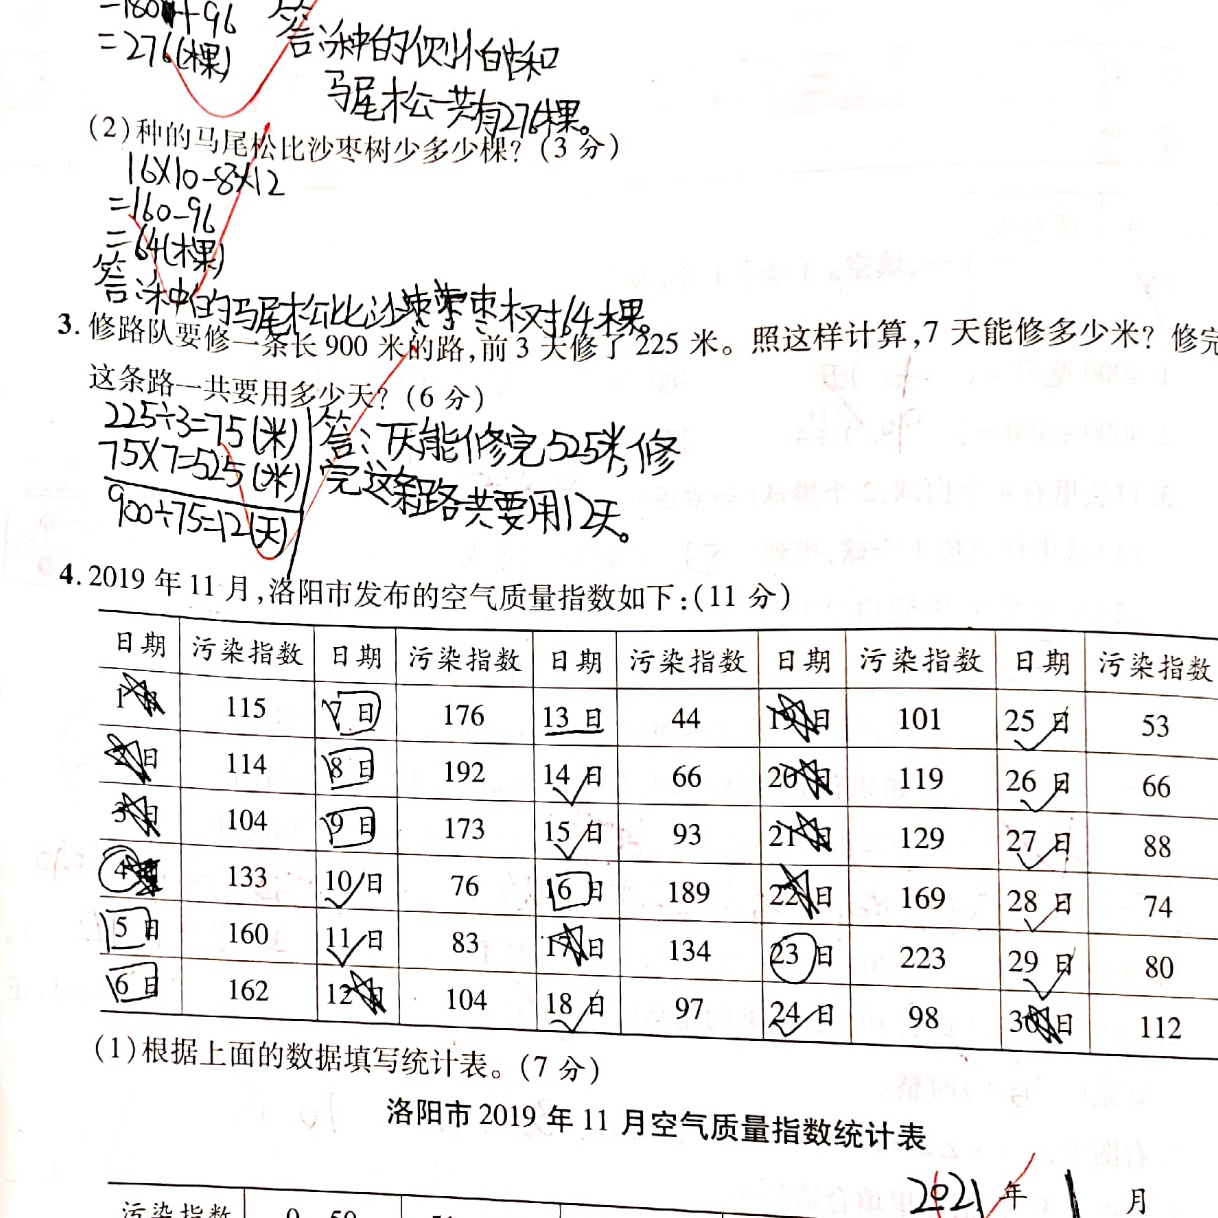 =180+96
=276(棵)
答:种的侧柏和
马尾松一共有276棵。
(2)种的马尾松比沙枣树少多少棵?(3分)
16×10-8×12
=160-96
=64(棵)
答:种的马尾松比沙枣树少64棵。
3.修路队要修一条长900米的路,前3天修了225米。照这样计算,7天能修多少米?修完
这条路一共要用多少天?(6分)
225÷3=75(米)
75×7=525(米)
900÷75=12(天)
答:7天能修完525米,修
完这条路共要用12天。
4.2019年11月,洛阳市发布的空气质量指数如下:(11分)
日期 污染指数 日期 污染指数 日期 污染指数 日期 污染指数 日期 污染指数
1日 115 7日 176 13日 44 19日 101 25日 53
2日 114 8日 192 14日 66 20日 119 26日 66
3日 104 9日 173 15日 93 21日 129 27日 88
4日 133 10日 76 16日 189 22日 169 28日 74
5日 160 11日 83 17日 134 23日 223 29日 80
6日 162 12日 104 18日 97 24日 98 30日 112
(1)根据上面的数据填写统计表。(7分)
洛阳市2019年11月空气质量指数统计表
2021年1月
污染指数